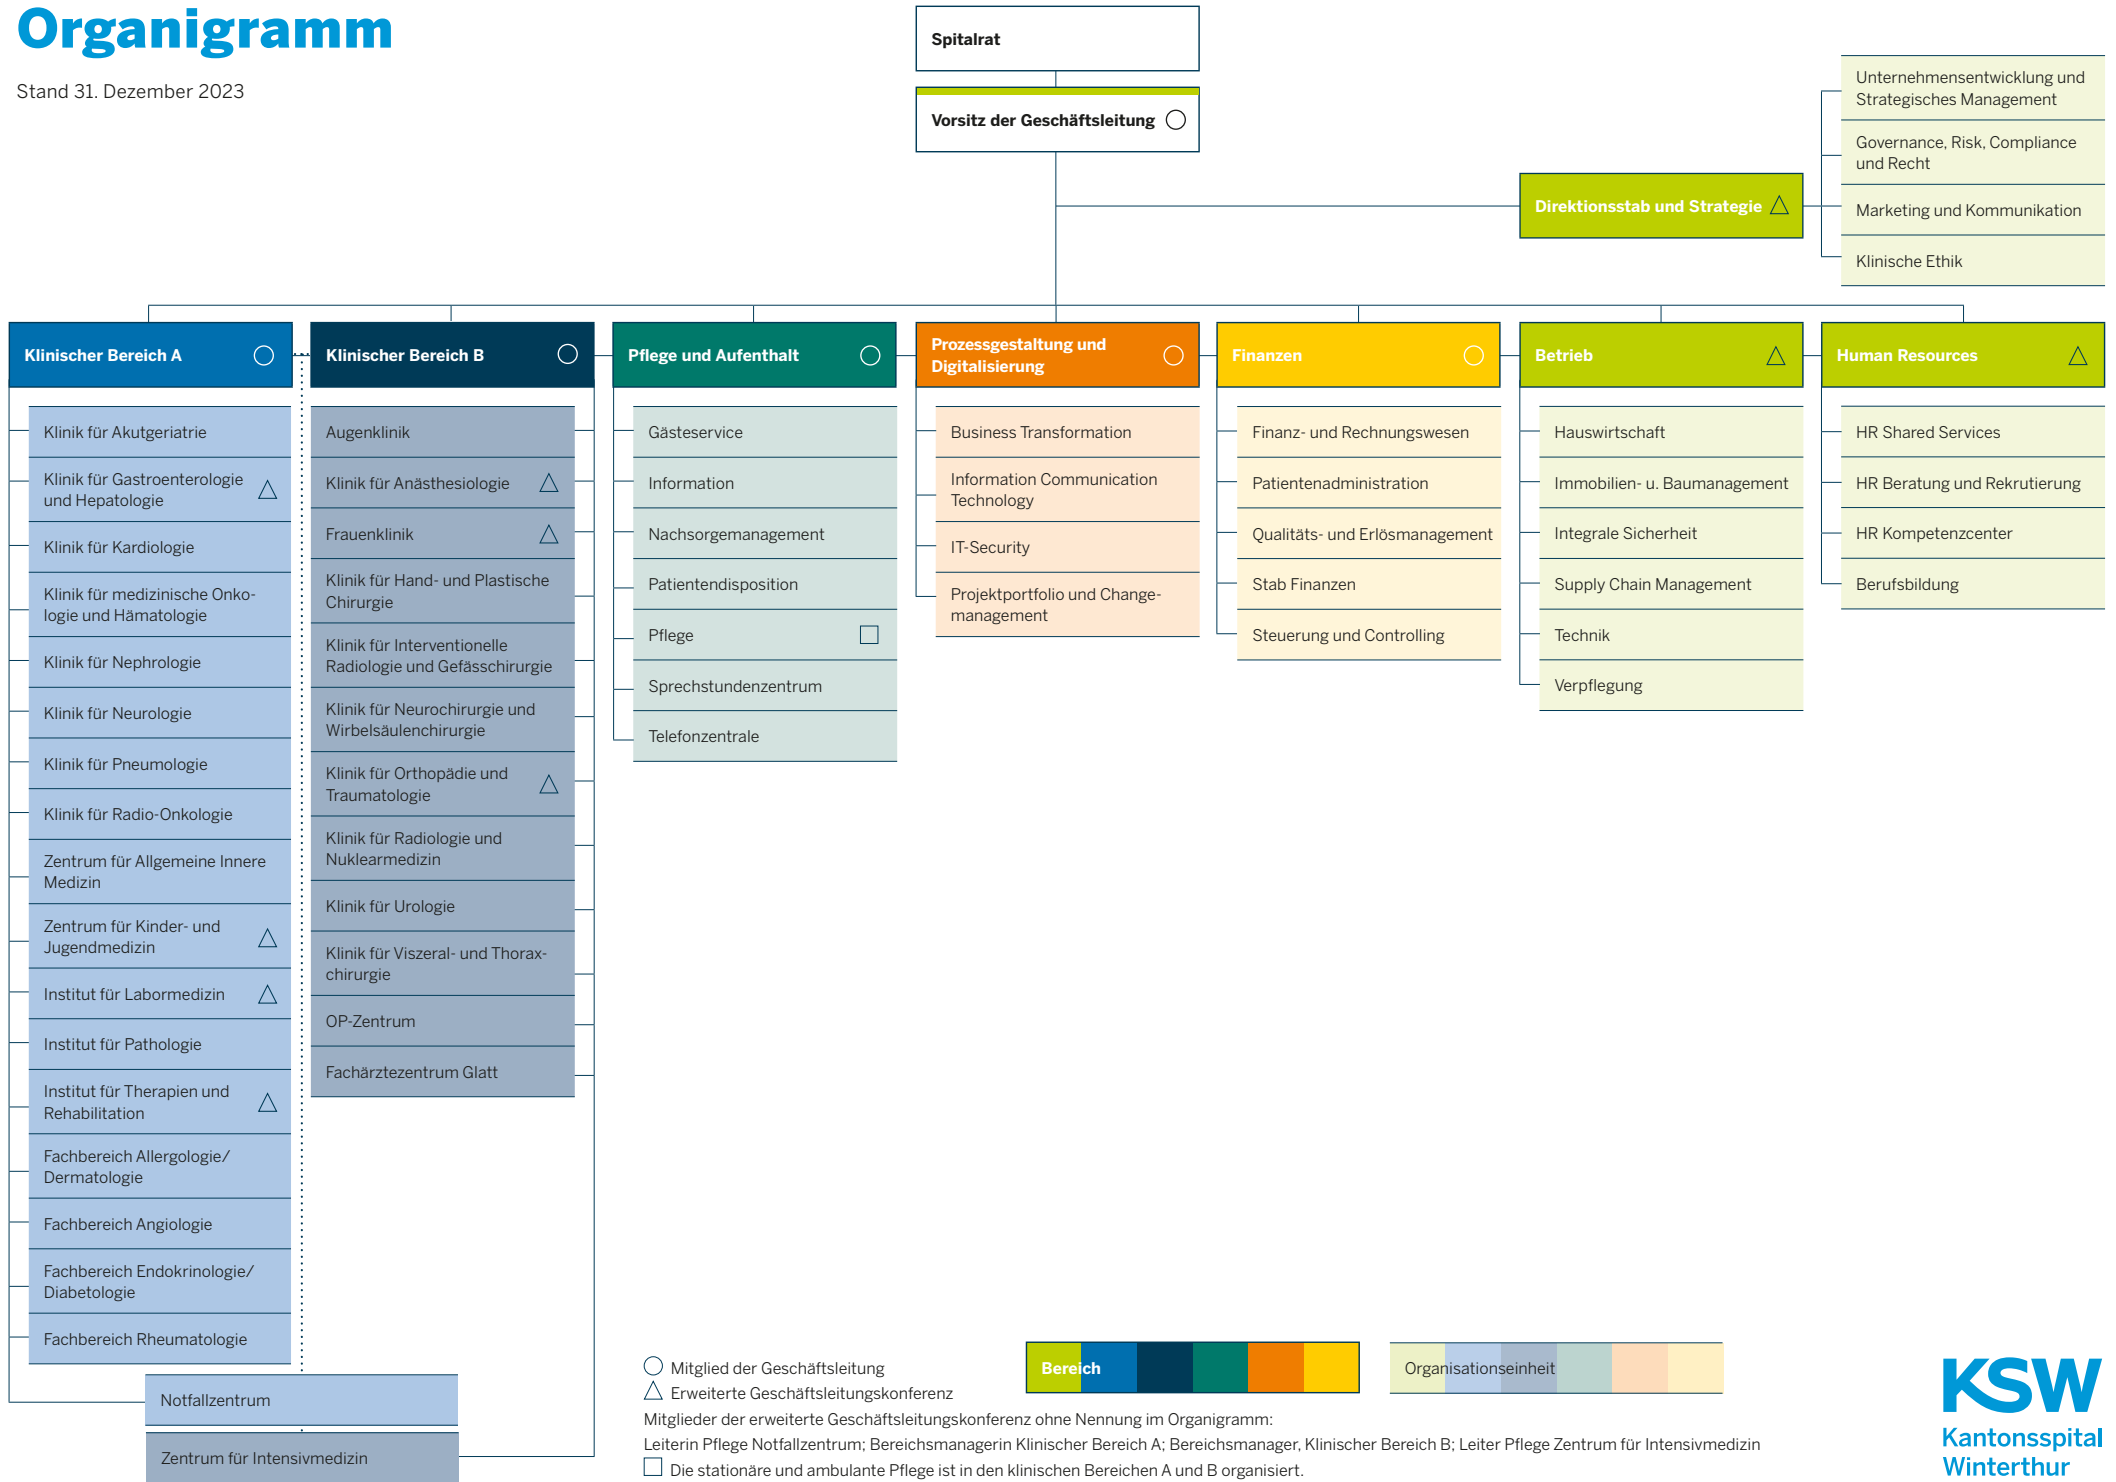 Organigramm
Stand 31. Dezember 2023
Spitalrat
Vorsitz der Geschäftsleitung
Direktionsstab und Strategie
Unternehmensentwicklung und
Strategisches Management
Governance, Risk, Compliance
und Recht
Marketing und Kommunikation
Klinische Ethik
Klinischer Bereich A
Klinik für Akutgeriatrie
Klinik für Gastroenterologie
und Hepatologie
Klinik für Kardiologie
Klinik für medizinische Onko-
logie und Hämatologie
Klinik für Nephrologie
Klinik für Neurologie
Klinik für Pneumologie
Klinik für Radio-Onkologie
Zentrum für Allgemeine Innere
Medizin
Zentrum für Kinder- und
Jugendmedizin
Institut für Labormedizin
Institut für Pathologie
Institut für Therapien und
Rehabilitation
Fachbereich Allergologie/
Dermatologie
Fachbereich Angiologie
Fachbereich Endokrinologie/
Diabetologie
Fachbereich Rheumatologie
Notfallzentrum
Klinischer Bereich B
Augenklinik
Klinik für Anästhesiologie
Frauenklinik
Klinik für Hand- und Plastische
Chirurgie
Klinik für Interventionelle
Radiologie und Gefässchirurgie
Klinik für Neurochirurgie und
Wirbelsäulenchirurgie
Klinik für Orthopädie und
Traumatologie
Klinik für Radiologie und
Nuklearmedizin
Klinik für Urologie
Klinik für Viszeral- und Thorax-
chirurgie
OP-Zentrum
Fachärztezentrum Glatt
Zentrum für Intensivmedizin
Pflege und Aufenthalt
Gästeservice
Information
Nachsorgemanagement
Patientendisposition
Pflege
Sprechstundenzentrum
Telefonzentrale
Prozessgestaltung und
Digitalisierung
Business Transformation
Information Communication
Technology
IT-Security
Projektportfolio und Change-
management
Finanzen
Finanz- und Rechnungswesen
Patientenadministration
Qualitäts- und Erlösmanagement
Stab Finanzen
Steuerung und Controlling
Betrieb
Hauswirtschaft
Immobilien- u. Baumanagement
Integrale Sicherheit
Supply Chain Management
Technik
Verpflegung
Human Resources
HR Shared Services
HR Beratung und Rekrutierung
HR Kompetenzcenter
Berufsbildung
Mitglied der Geschäftsleitung
Erweiterte Geschäftsleitungskonferenz
Mitglieder der erweiterte Geschäftsleitungskonferenz ohne Nennung im Organigramm:
Leiterin Pflege Notfallzentrum; Bereichsmanagerin Klinischer Bereich A; Bereichsmanager, Klinischer Bereich B; Leiter Pflege Zentrum für Intensivmedizin
Die stationäre und ambulante Pflege ist in den klinischen Bereichen A und B organisiert.
Bereich
Organisationseinheit
KSW
Kantonsspital
Winterthur